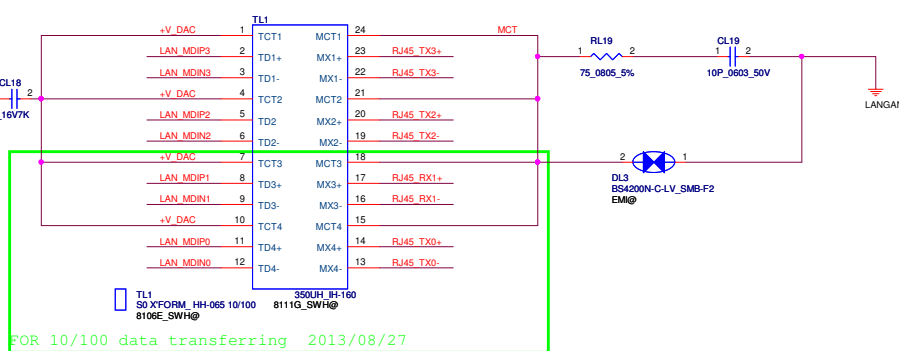 TL1
+V_DAC 1 TCT1 MCT1 24 MCT
LAN_MDIP3 2 TD1+ MX1+ 23 RJ45_TX3+
LAN_MDIN3 3 TD1- MX1- 22 RJ45_TX3-
+V_DAC 4 TCT2 MCT2 21
LAN_MDIP2 5 TD2 MX2+ 20 RJ45_TX2+
LAN_MDIN2 6 TD2- MX2- 19 RJ45_TX2-
+V_DAC 7 TCT3 MCT3 18
LAN_MDIP1 8 TD3+ MX3+ 17 RJ45_RX1+
LAN_MDIN1 9 TD3- MX3- 16 RJ45_RX1-
+V_DAC 10 TCT4 MCT4 15
LAN_MDIP0 11 TD4+ MX4+ 14 RJ45_TX0+
LAN_MDIN0 12 TD4- MX4- 13 RJ45_TX0-
CL18
2
_16V7K
RL19
1 2
75_0805_5%
CL19
1 2
10P_0603_50V
LANGAN
2 1
DL3
BS4200N-C-LV_SMB-F2
EMI@
TL1
S0 X'FORM_ HH-065 10/100
8106E_SWH@
350UH_IH-160
8111G_SWH@
FOR 10/100 data transferring 2013/08/27